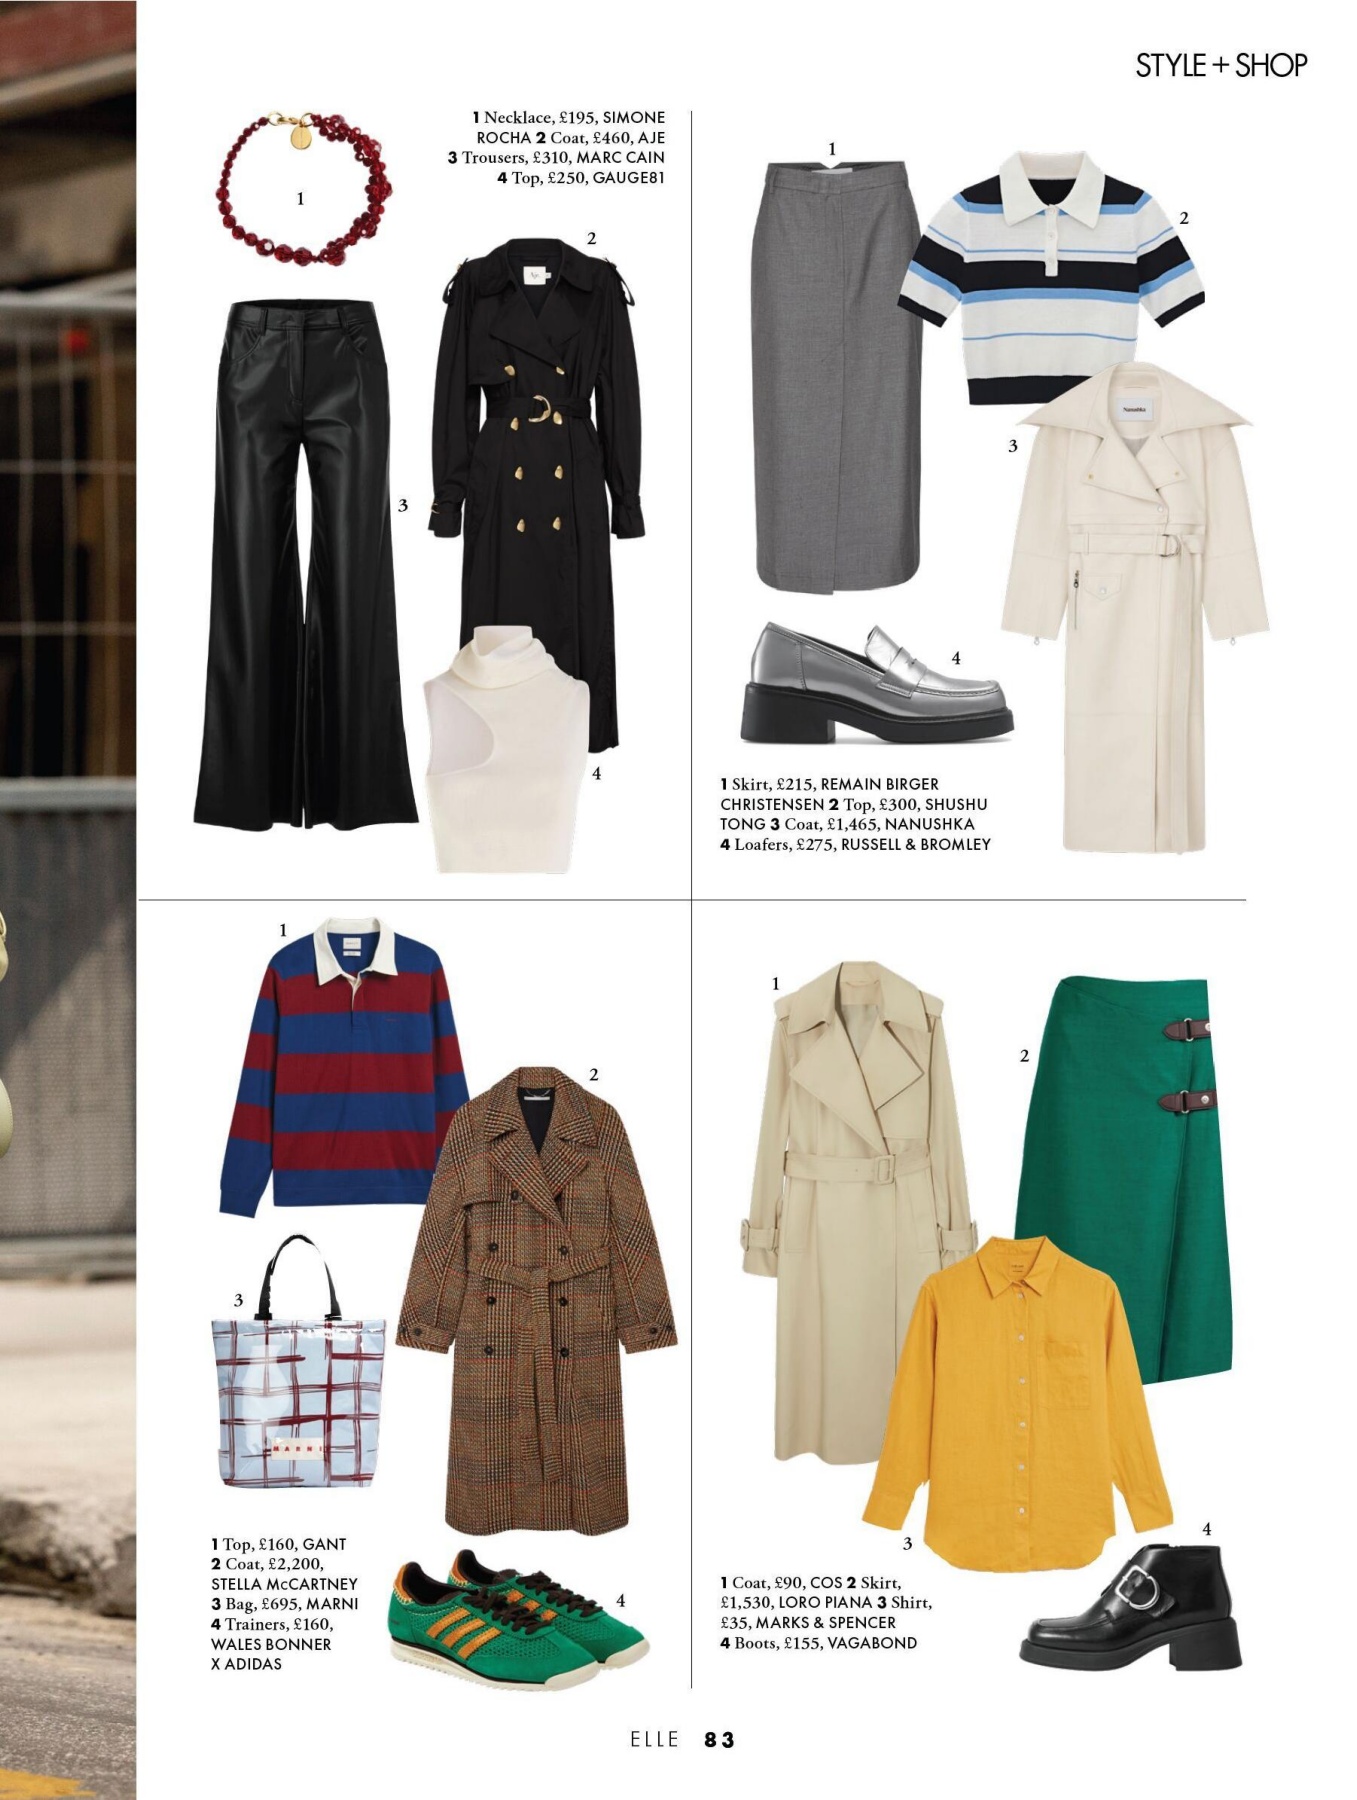 STYLE + SHOP
1 Necklace, £195, SIMONE
ROCHA 2 Coat, £460, AJE
3 Trousers, £310, MARC CAIN
4 Top, £250, GAUGE81
1
2
3
4
1
2
3
4
Nanushka
1 Skirt, £215, REMAIN BIRGER
CHRISTENSEN 2 Top, £300, SHUSHU
TONG 3 Coat, £1,465, NANUSHKA
4 Loafers, £275, RUSSELL & BROMLEY
1
2
3
4
MARNI
1 Top, £160, GANT
2 Coat, £2,200,
STELLA McCARTNEY
3 Bag, £695, MARNI
4 Trainers, £160,
WALES BONNER
X ADIDAS
1
2
3
4
1 Coat, £90, COS 2 Skirt,
£1,530, LORO PIANA 3 Shirt,
£35, MARKS & SPENCER
4 Boots, £155, VAGABOND
ELLE 83